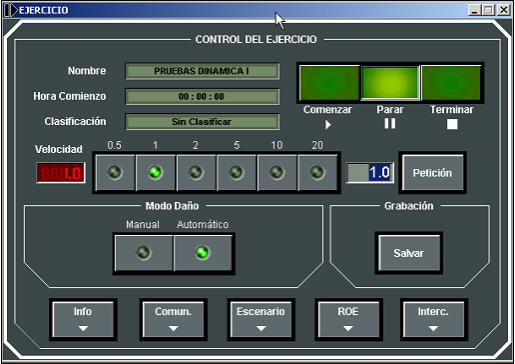 EJERCICIO
CONTROL DEL EJERCICIO
Nombre PRUEBAS DINAMICA I
Hora Comienzo 00 : 00 : 00
Clasificación Sin Clasificar
Comenzar Parar Terminar
Velocidad 0.5 1 2 5 10 20
1.0 1.0 Petición
Modo Daño Grabación
Manual Automático
Salvar
Info Comun. Escenario ROE Interc.